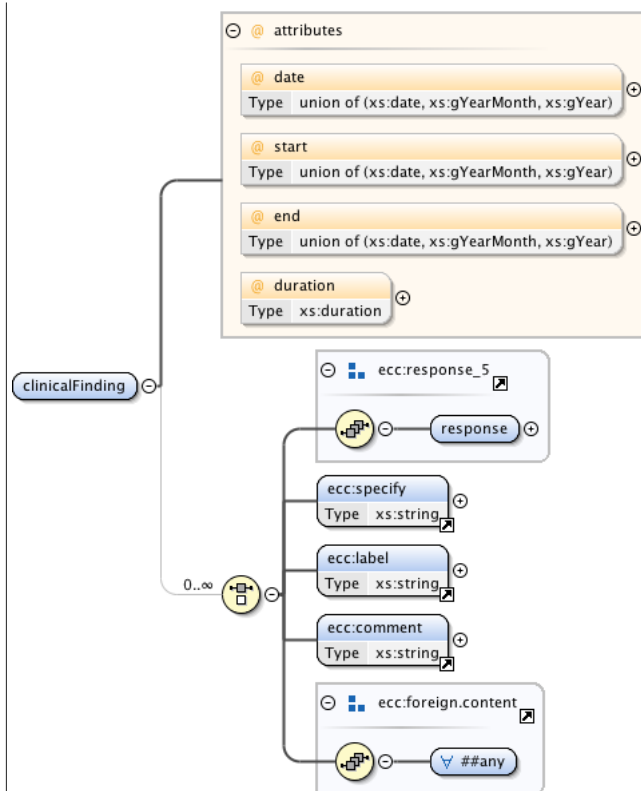 @ attributes
@ date
Type union of (xs:date, xs:gYearMonth, xs:gYear)
@ start
Type union of (xs:date, xs:gYearMonth, xs:gYear)
@ end
Type union of (xs:date, xs:gYearMonth, xs:gYear)
@ duration
Type xs:duration
clinicalFinding
ecc:response_5
response
ecc:specify
Type xs:string
ecc:label
Type xs:string
0..∞
ecc:comment
Type xs:string
ecc:foreign.content
∀ ##any